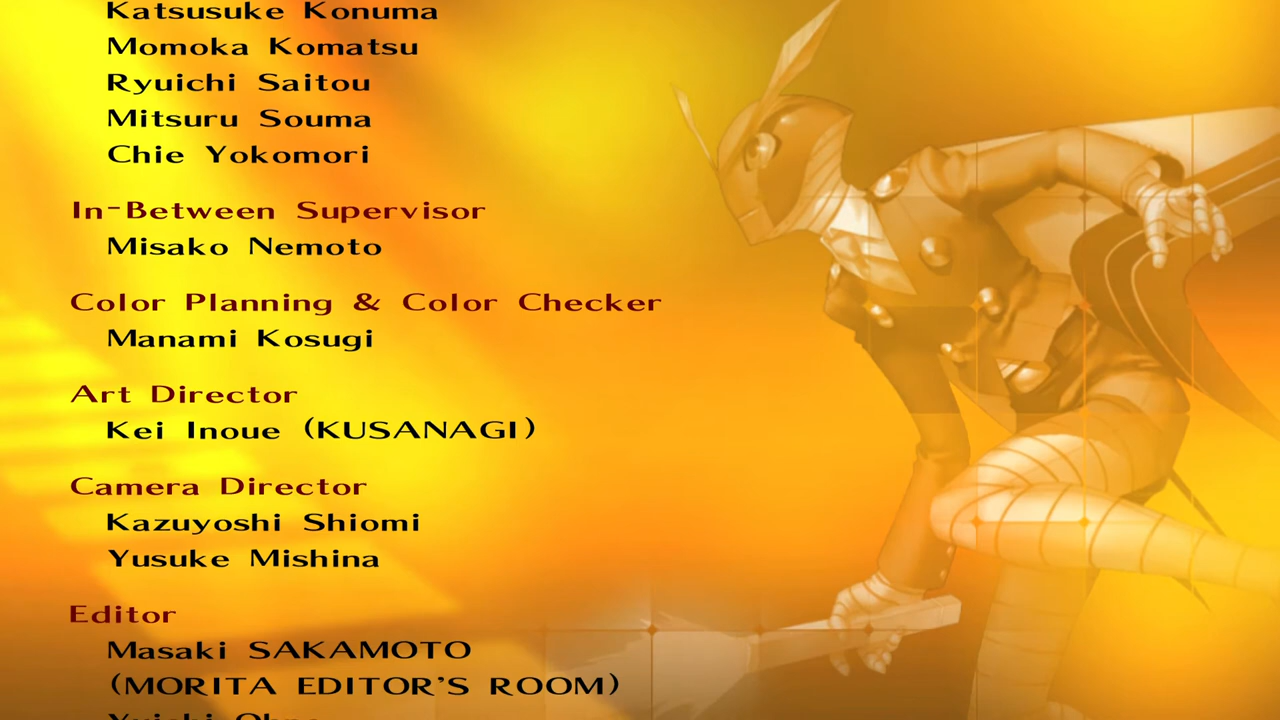 Katsusuke Konuma
Momoka Komatsu
Ryuichi Saitou
Mitsuru Souma
Chie Yokomori
In-Between Supervisor
Misako Nemoto
Color Planning & Color Checker
Manami Kosugi
Art Director
Kei Inoue (KUSANAGI)
Camera Director
Kazuyoshi Shiomi
Yusuke Mishina
Editor
Masaki SAKAMOTO
(MORITA EDITOR'S ROOM)